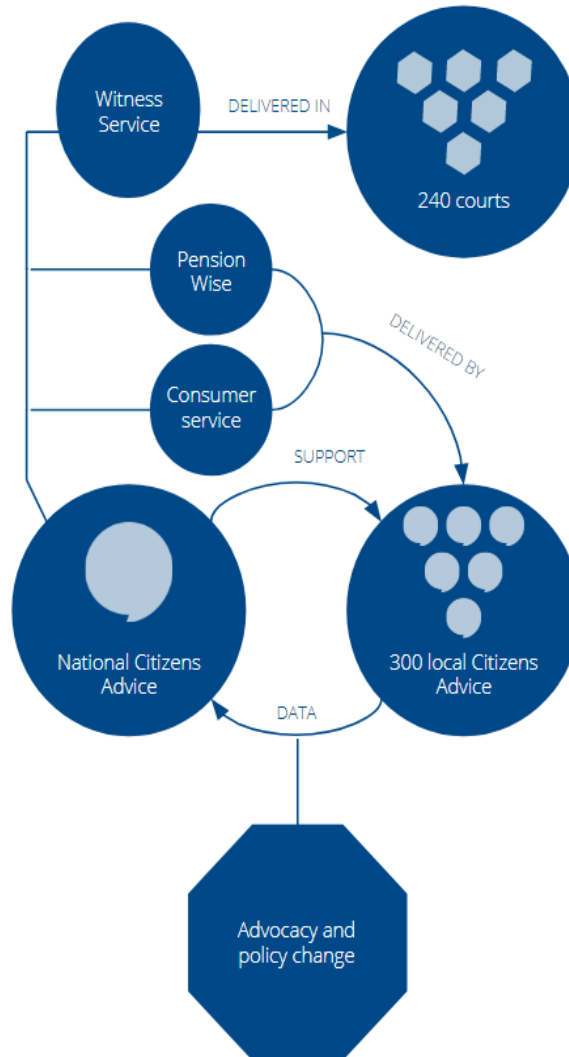 Witness
Service
DELIVERED IN
240 courts
Pension
Wise
DELIVERED BY
Consumer
service
SUPPORT
National Citizens
Advice
300 local Citizens
Advice
DATA
Advocacy and
policy change